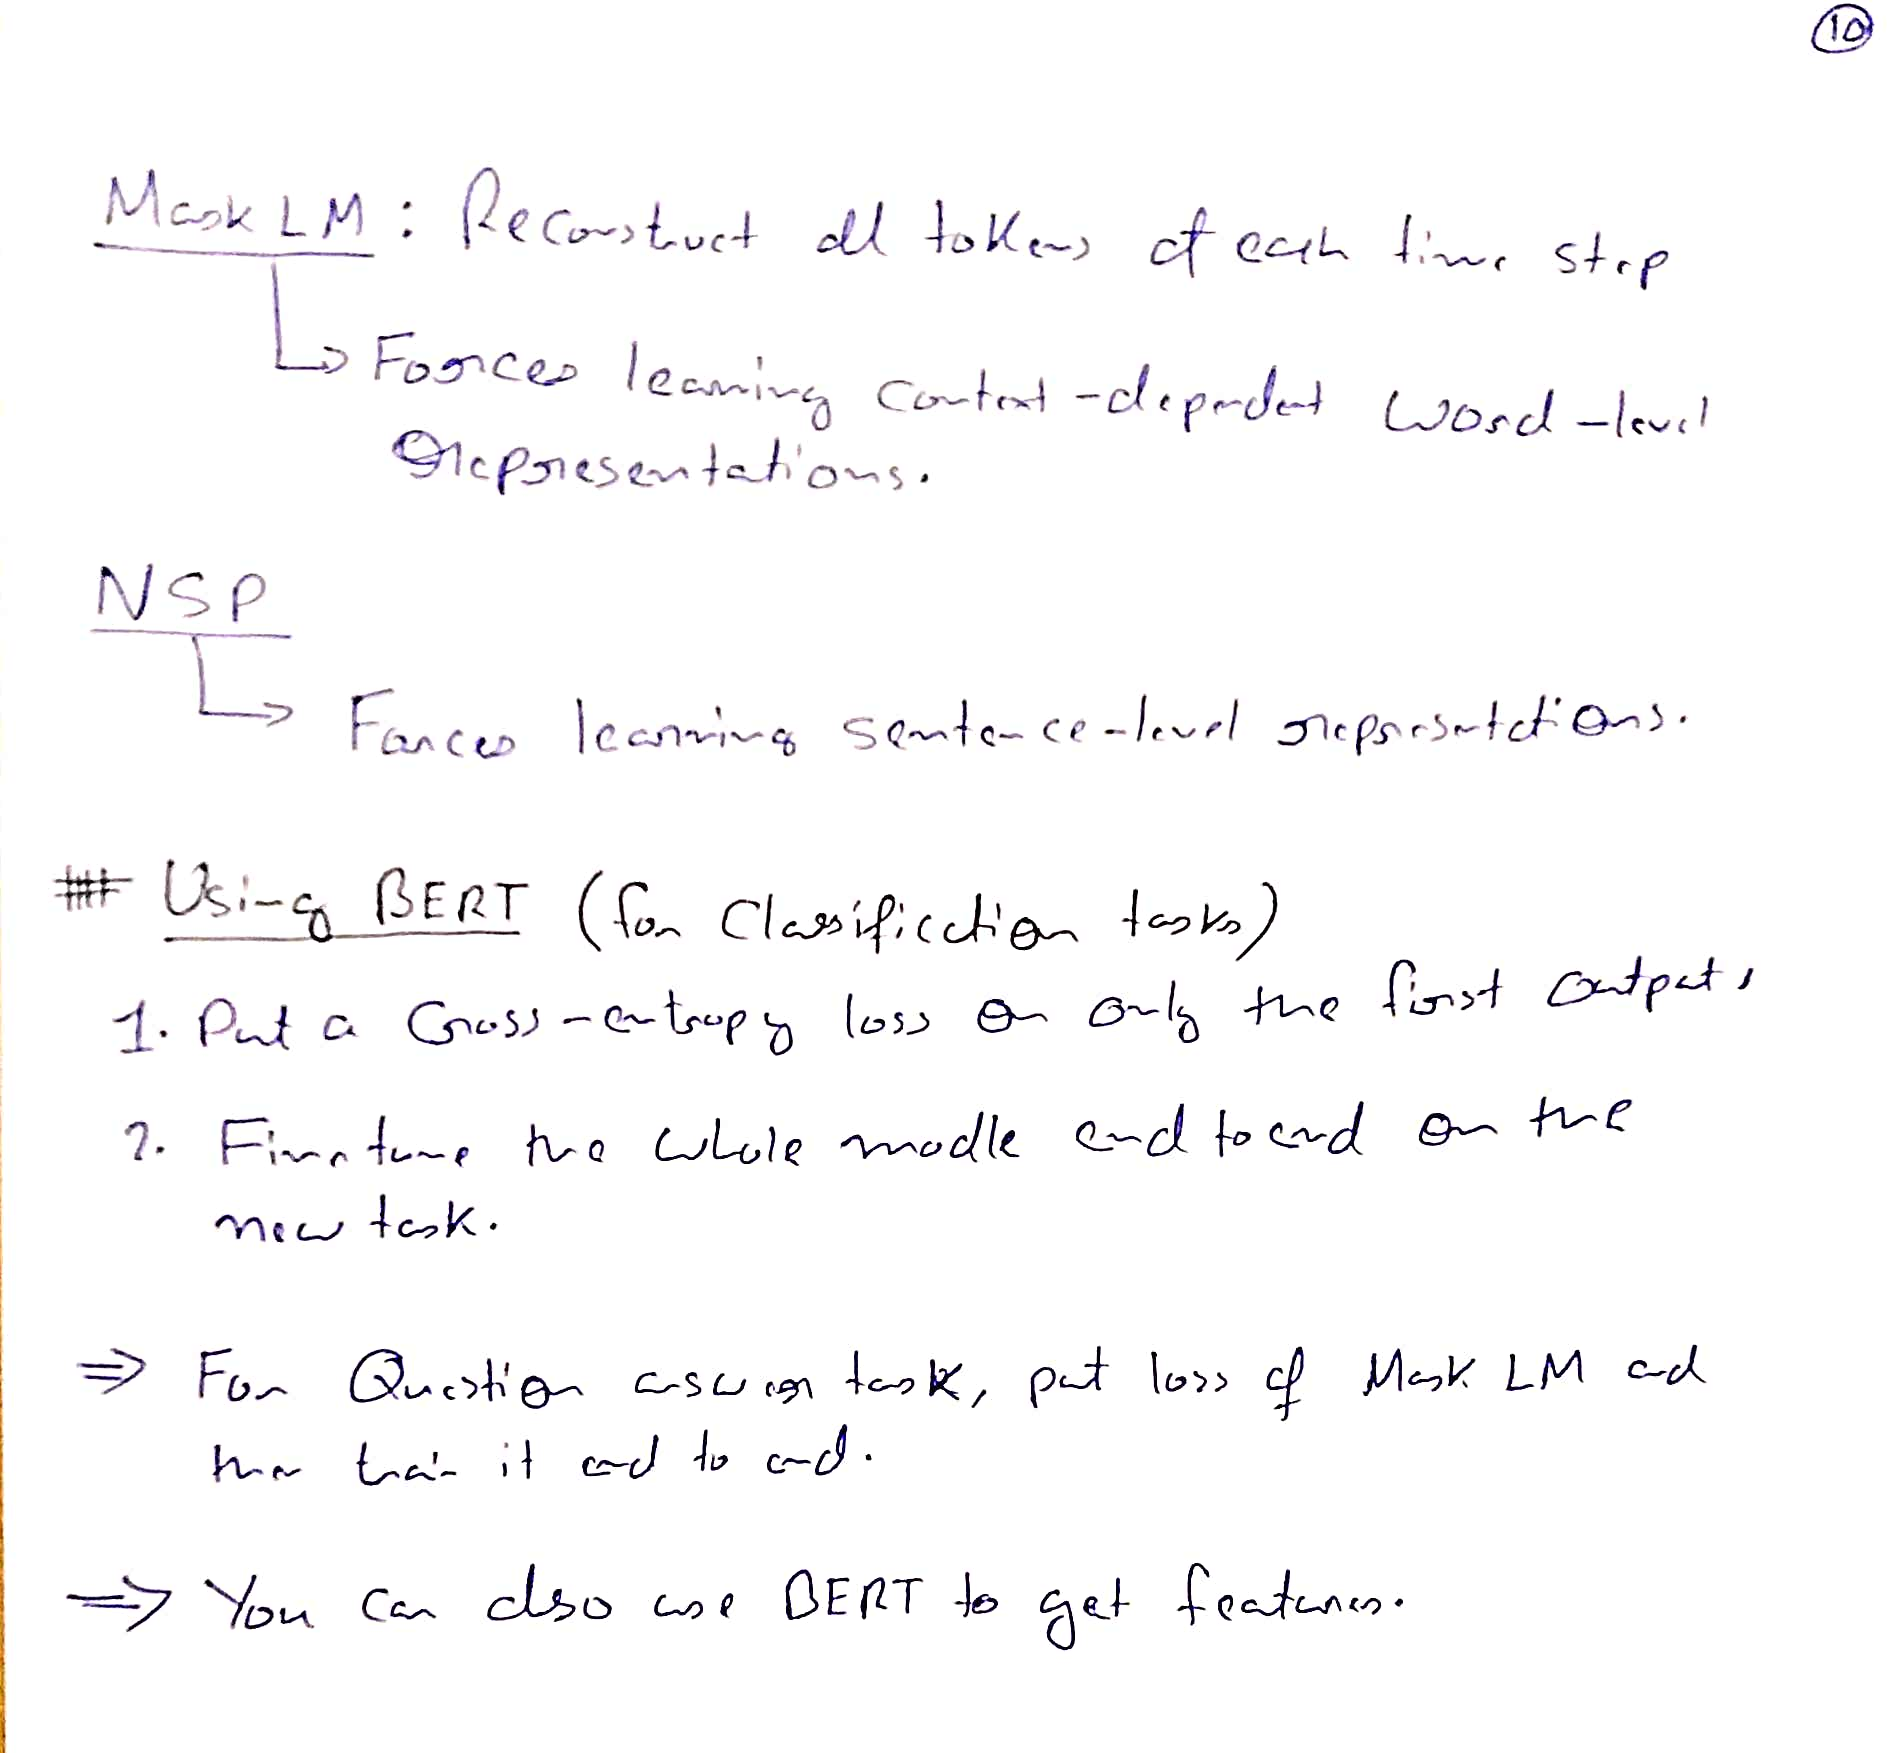 10
Mask LM : Reconstruct all tokens at each time step
Forces learning context-dependent word-level
representations.
NSP
Forces learning sentence-level representations.
## Using BERT (for Classification tasks)
1. Put a Cross-entropy loss on only the first output,
2. Fine tune the whole modle end to end on the
new task.
⇒ For Question answer task, put loss of Mask LM and
then train it end to end.
⇒ You can also use BERT to get features.